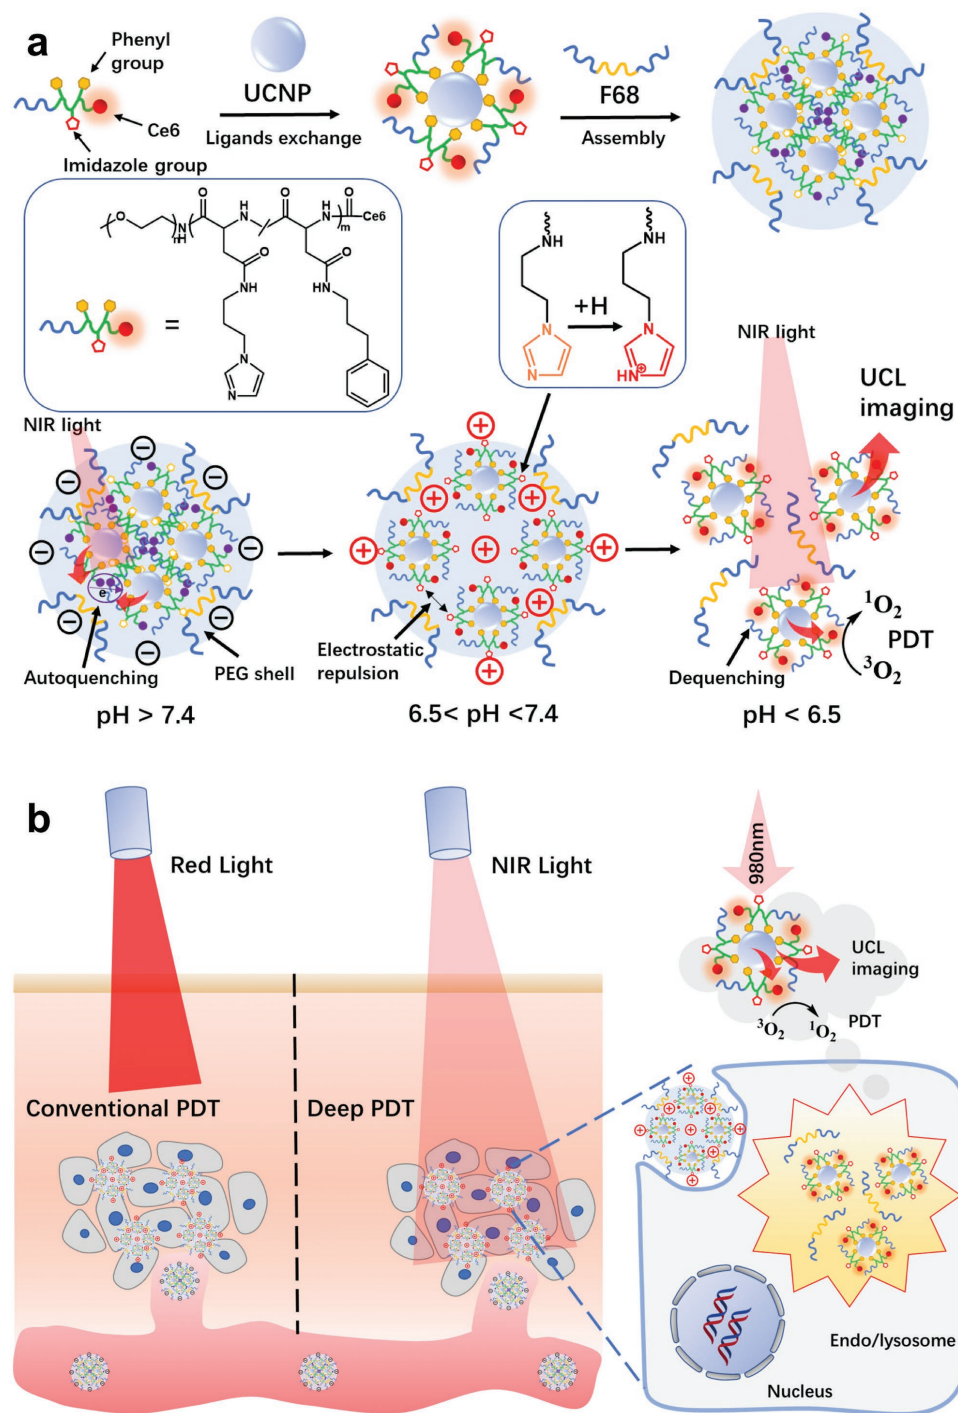 a
Phenyl
group
Ce6
Imidazole group
UCNP
Ligands exchange
F68
Assembly
O
O
H
N
O
O
H
N
O
Ce6
N
H
n
m
O
NH
O
HN
N
N
=
NH
N
N
+H
NH
N
HN
⊕
NIR light
UCL
imaging
NIR light
e
Autoquenching
PEG shell
pH > 7.4
Electrostatic
repulsion
6.5< pH <7.4
Dequenching
¹O₂
PDT
³O₂
pH < 6.5
b
Red Light
NIR Light
980nm
UCL
imaging
³O₂
¹O₂
PDT
Conventional PDT
Deep PDT
Endo/lysosome
Nucleus